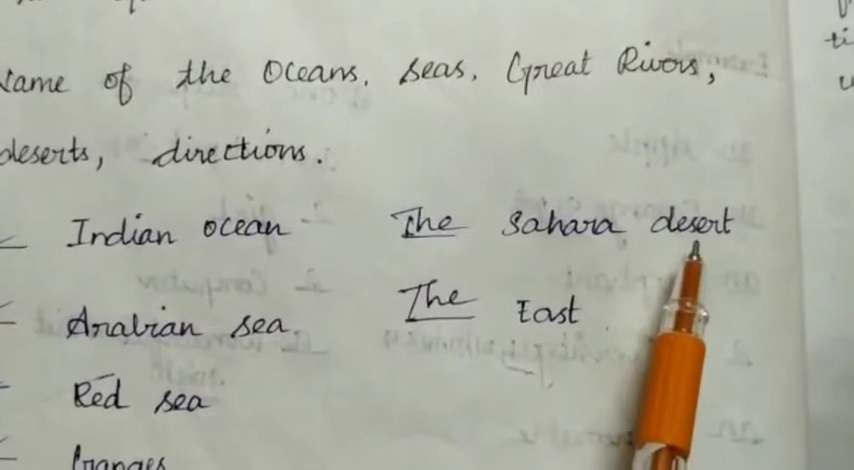 Name of the Oceans, seas, Great Rivers,
deserts, directions.
Indian ocean The Sahara desert
Arabian sea. The East
Red sea
Ganges